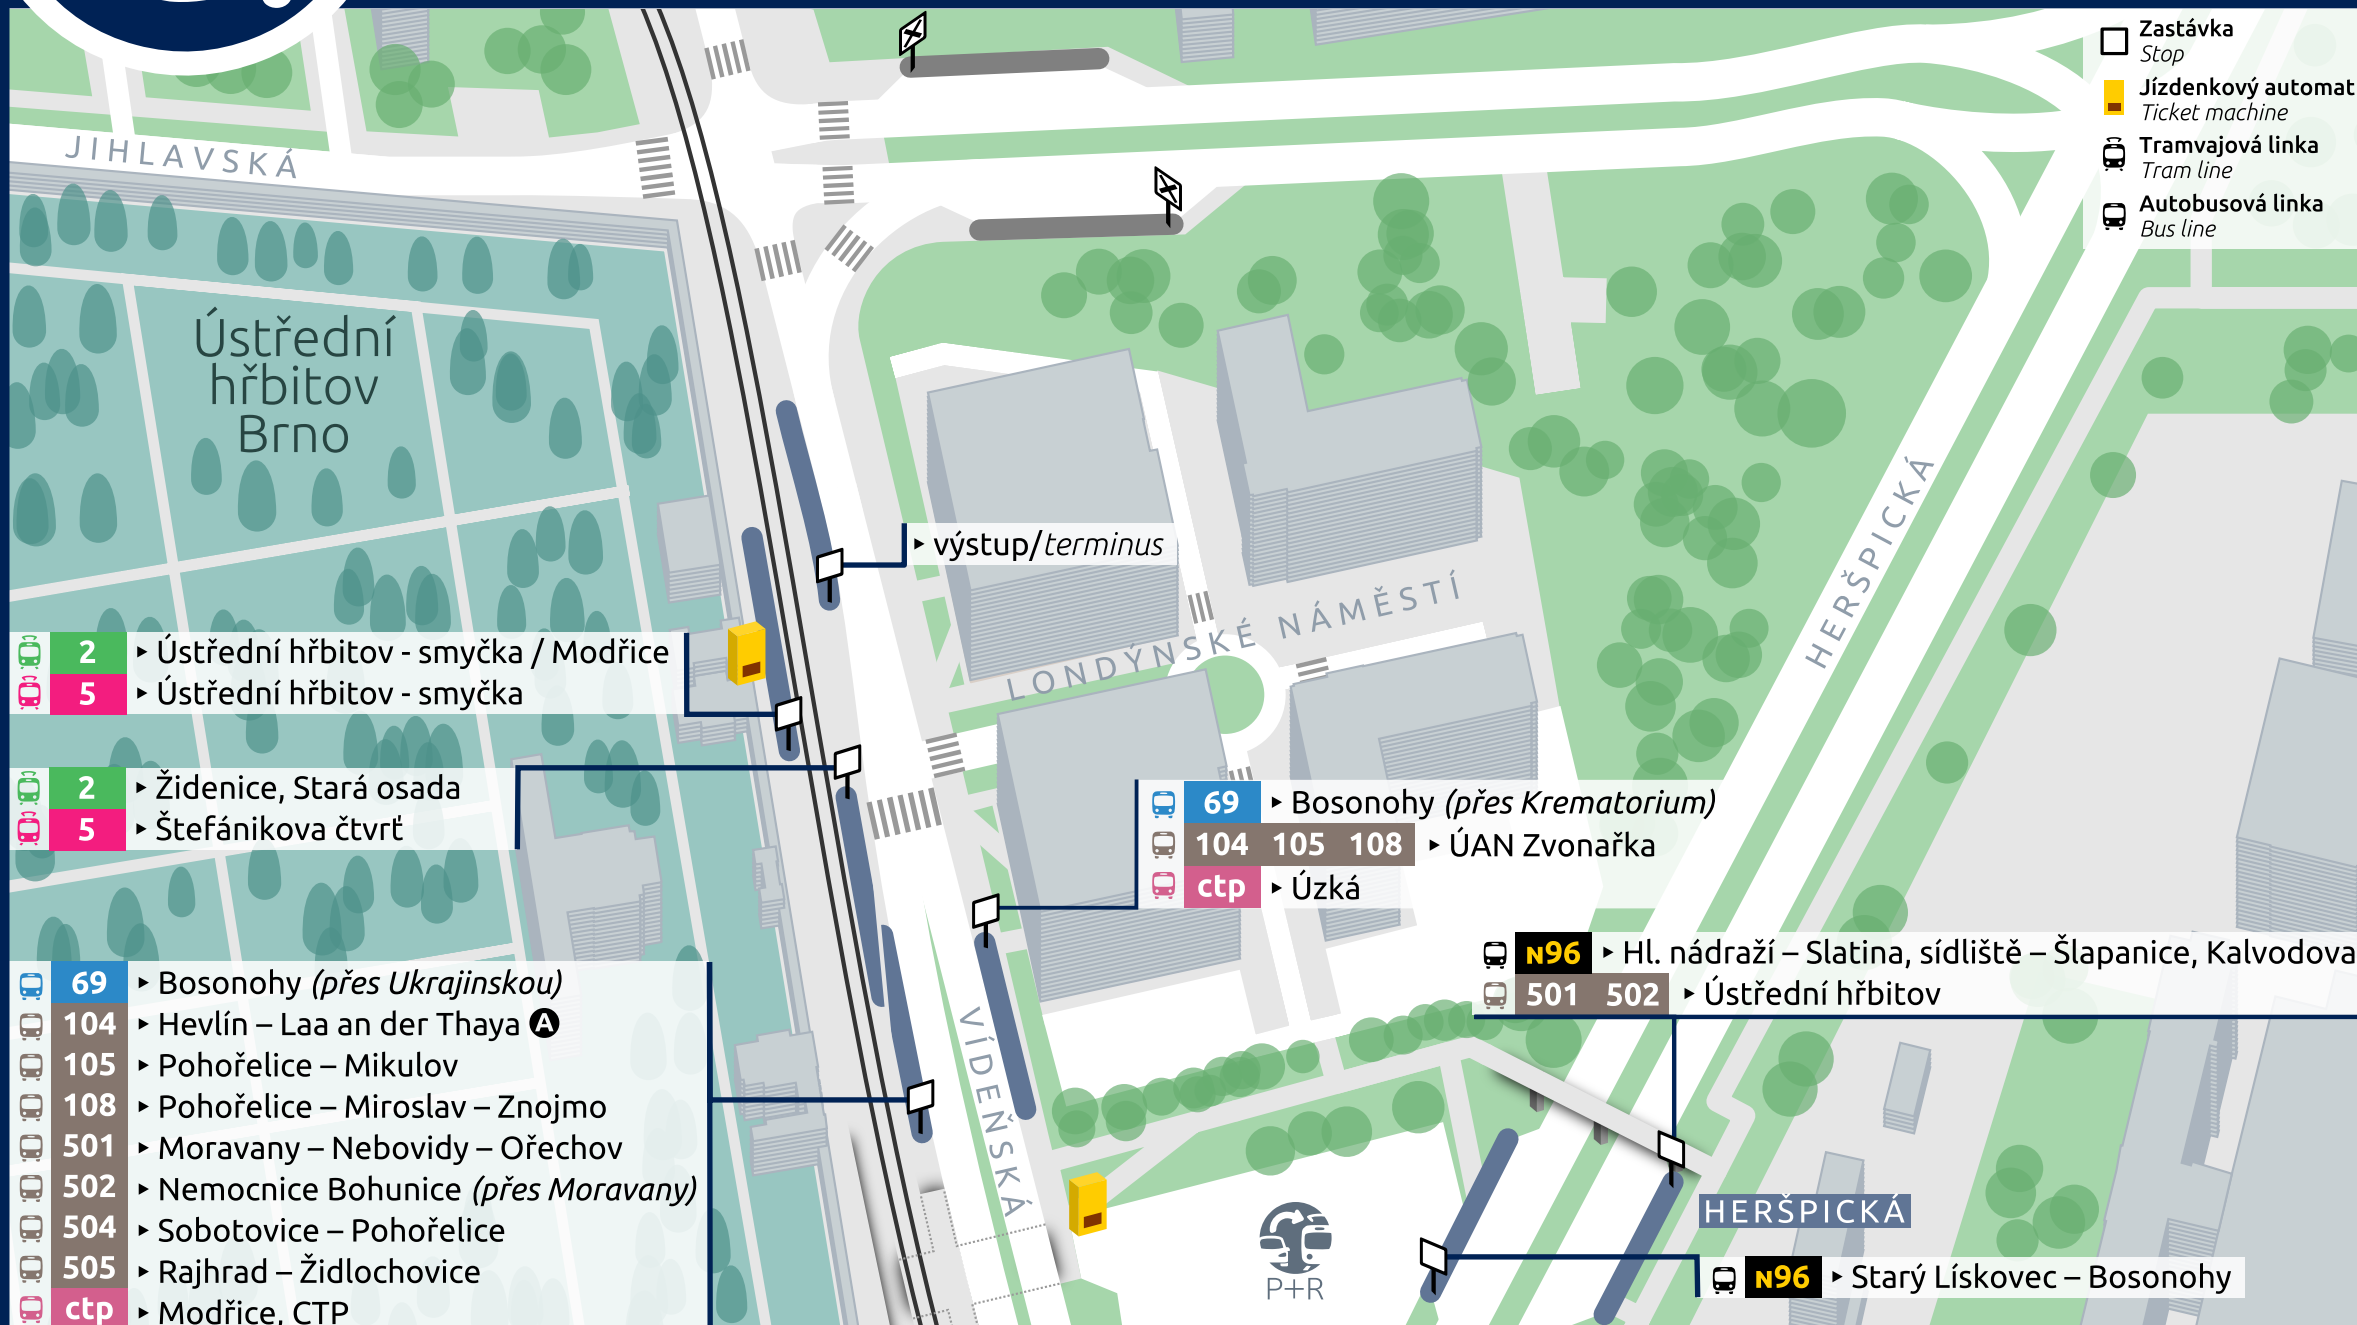 Zastávka
Stop
Jízdenkový automat
Ticket machine
Tramvajová linka
Tram line
Autobusová linka
Bus line
JIHLAVSKÁ
Ústřední
hřbitov
Brno
HERŠPICKÁ
▸ výstup/terminus
LONDÝNSKÉ NÁMĚSTÍ
2 ▸ Ústřední hřbitov - smyčka / Modřice
5 ▸ Ústřední hřbitov - smyčka
2 ▸ Židenice, Stará osada
5 ▸ Štefánikova čtvrť
69 ▸ Bosonohy (přes Krematorium)
104 105 108 ▸ ÚAN Zvonařka
ctp ▸ Úzká
N96 ▸ Hl. nádraží – Slatina, sídliště – Šlapanice, Kalvodova
501 502 ▸ Ústřední hřbitov
69 ▸ Bosonohy (přes Ukrajinskou)
104 ▸ Hevlín – Laa an der Thaya A
105 ▸ Pohořelice – Mikulov
108 ▸ Pohořelice – Miroslav – Znojmo
501 ▸ Moravany – Nebovidy – Ořechov
502 ▸ Nemocnice Bohunice (přes Moravany)
504 ▸ Sobotovice – Pohořelice
505 ▸ Rajhrad – Židlochovice
ctp ▸ Modřice, CTP
VÍDEŇSKÁ
P+R
HERŠPICKÁ
N96 ▸ Starý Lískovec – Bosonohy